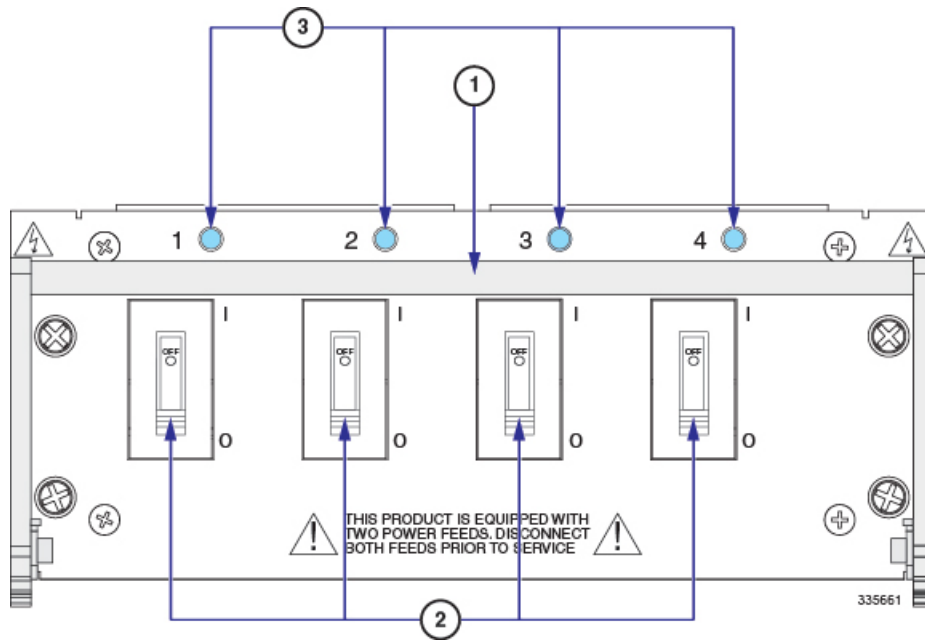 3
1
1 2 3 4
I I I I
OFF OFF OFF OFF
O O O O
THIS PRODUCT IS EQUIPPED WITH
TWO POWER FEEDS. DISCONNECT
BOTH FEEDS PRIOR TO SERVICE
! !
335661
2